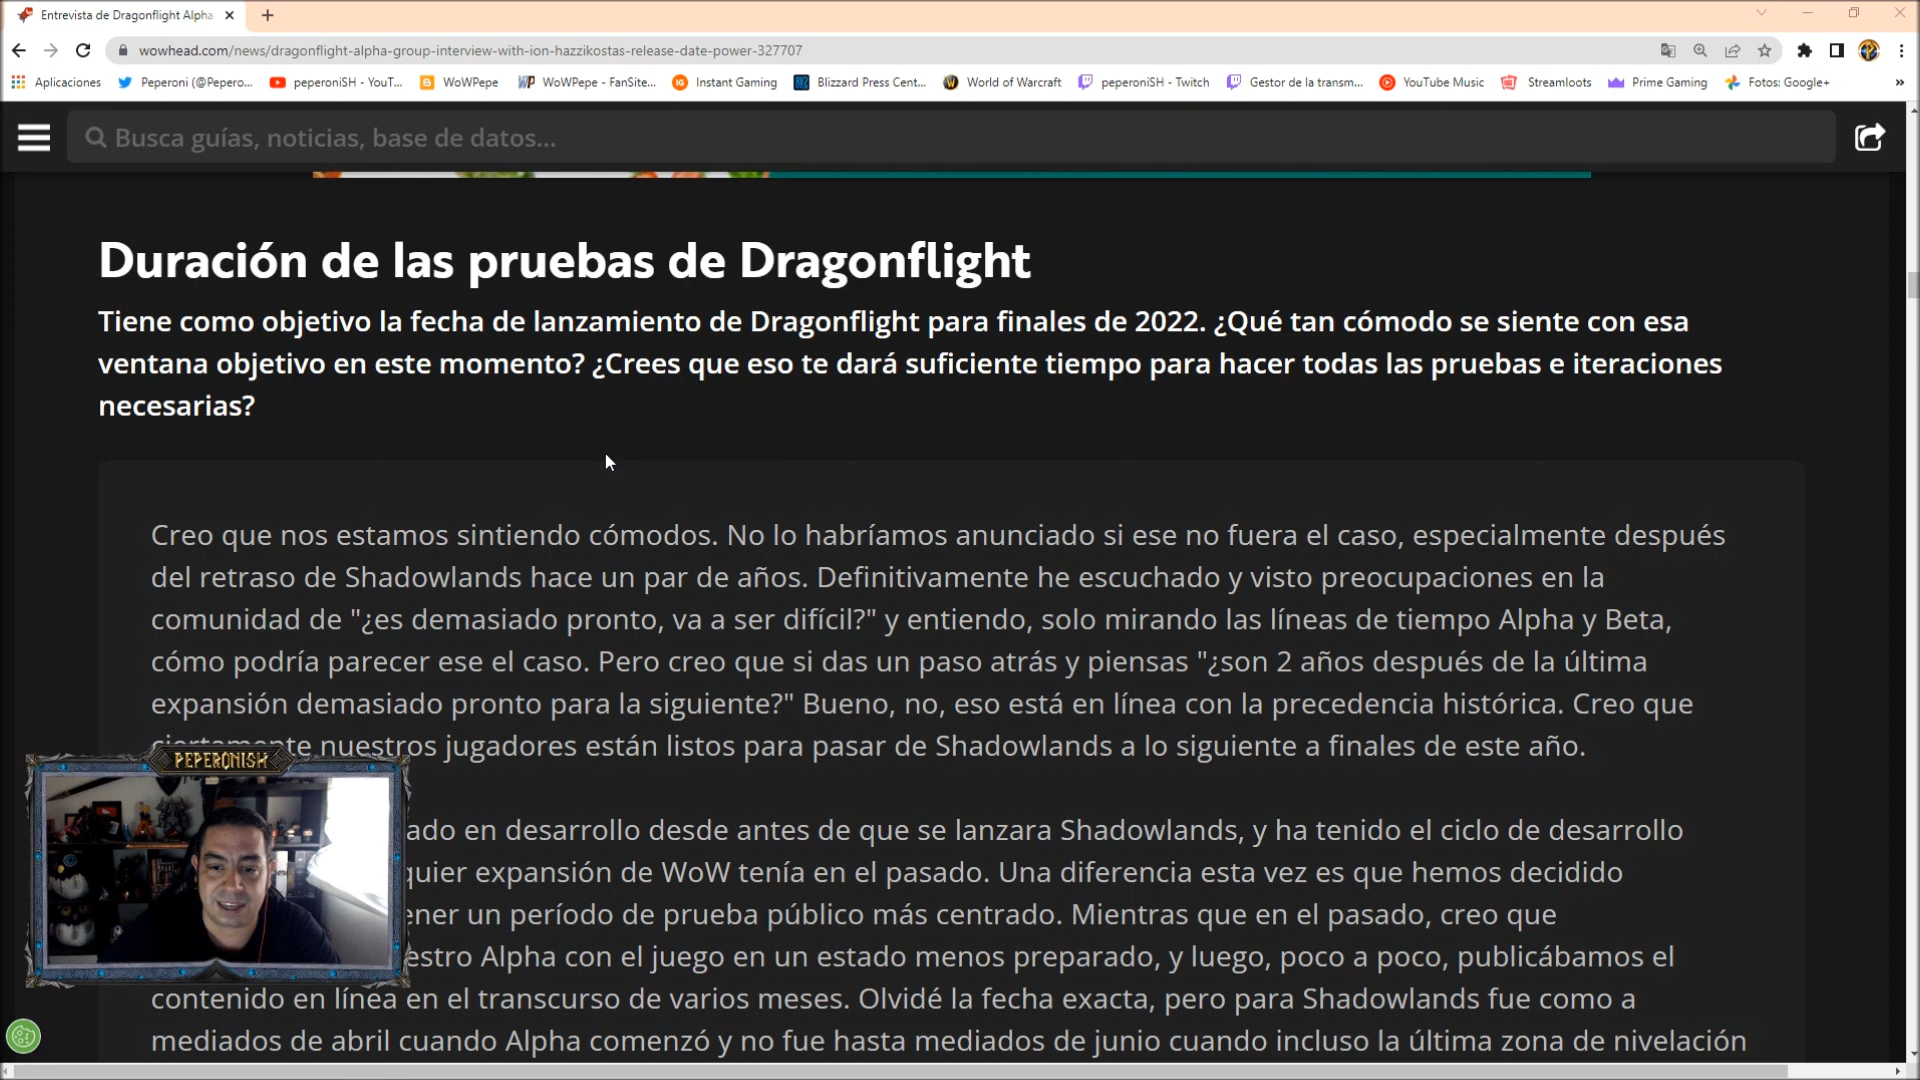 Entrevista de Dragonflight Alpha
wowhead.com/news/dragonflight-alpha-group-interview-with-ion-hazzikostas-release-date-power-327707
Aplicaciones
Peperoni (@Pepero...
peperoniSH - YouT...
WoWPepe
WoWPepe - FanSite...
Instant Gaming
Blizzard Press Cent...
World of Warcraft
peperoniSH - Twitch
Gestor de la transm...
YouTube Music
Streamloots
Prime Gaming
Fotos: Google+
»
Busca guías, noticias, base de datos...
Duración de las pruebas de Dragonflight
Tiene como objetivo la fecha de lanzamiento de Dragonflight para finales de 2022. ¿Qué tan cómodo se siente con esa
ventana objetivo en este momento? ¿Crees que eso te dará suficiente tiempo para hacer todas las pruebas e iteraciones
necesarias?
Creo que nos estamos sintiendo cómodos. No lo habríamos anunciado si ese no fuera el caso, especialmente después
del retraso de Shadowlands hace un par de años. Definitivamente he escuchado y visto preocupaciones en la
comunidad de "¿es demasiado pronto, va a ser difícil?" y entiendo, solo mirando las líneas de tiempo Alpha y Beta,
cómo podría parecer ese el caso. Pero creo que si das un paso atrás y piensas "¿son 2 años después de la última
expansión demasiado pronto para la siguiente?" Bueno, no, eso está en línea con la precedencia histórica. Creo que
nuestros jugadores están listos para pasar de Shadowlands a lo siguiente a finales de este año.
PEPERONISH
ado en desarrollo desde antes de que se lanzara Shadowlands, y ha tenido el ciclo de desarrollo
quier expansión de WoW tenía en el pasado. Una diferencia esta vez es que hemos decidido
ener un período de prueba público más centrado. Mientras que en el pasado, creo que
estro Alpha con el juego en un estado menos preparado, y luego, poco a poco, publicábamos el
contenido en línea en el transcurso de varios meses. Olvidé la fecha exacta, pero para Shadowlands fue como a
mediados de abril cuando Alpha comenzó y no fue hasta mediados de junio cuando incluso la última zona de nivelación